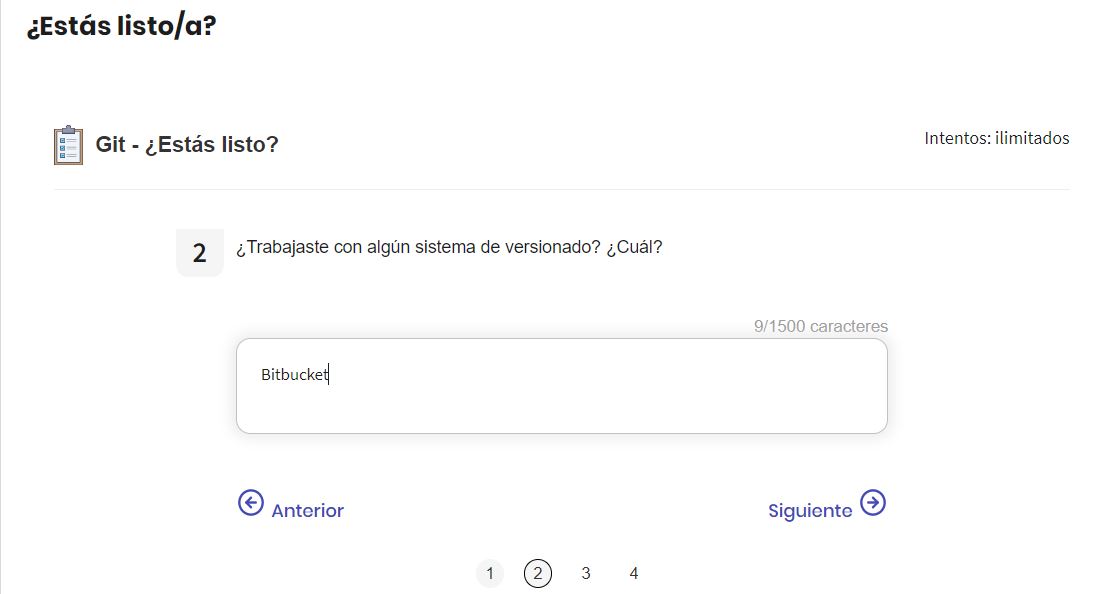 ¿Estás listo/a?
Git - ¿Estás listo?
Intentos: ilimitados
2
¿Trabajaste con algún sistema de versionado? ¿Cuál?
9/1500 caracteres
Bitbucket
Anterior
Siguiente
1 2 3 4